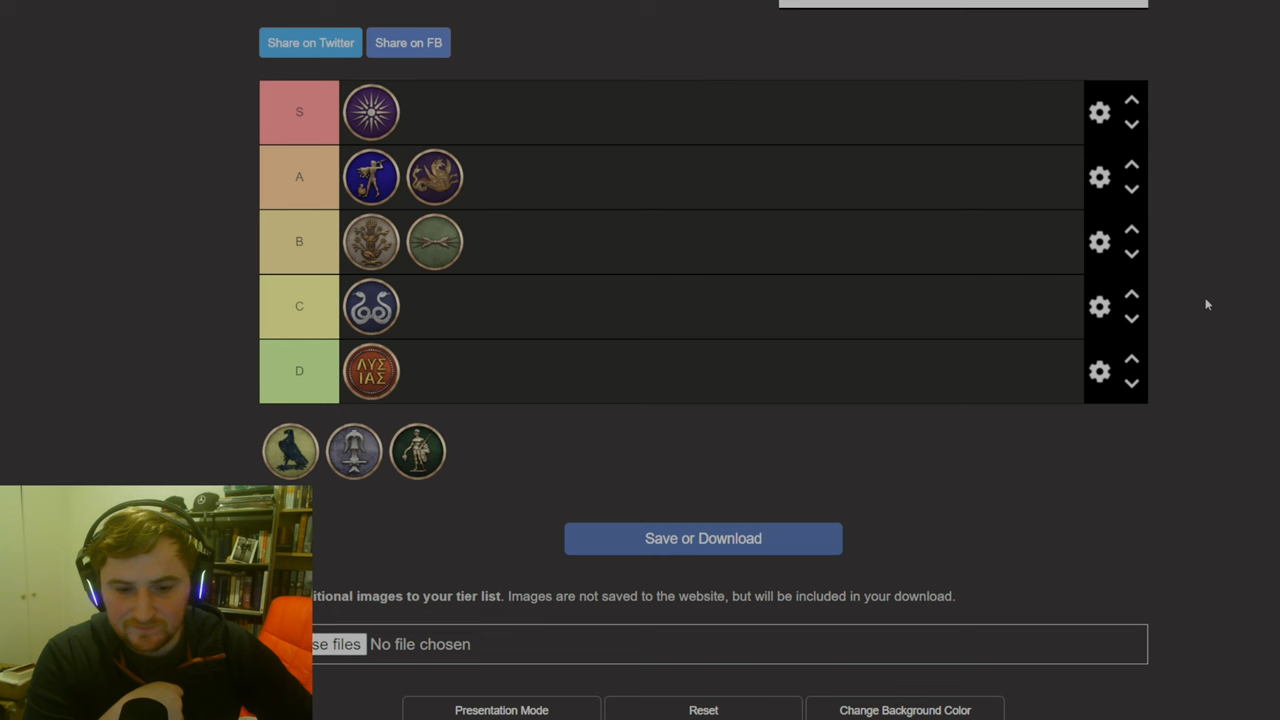 Share on Twitter Share on FB
S
A
B
C
D
ΛΥΣ
ΙΑΣ
Save or Download
itional images to your tier list. Images are not saved to the website, but will be included in your download.
se files No file chosen
Presentation Mode Reset Change Background Color